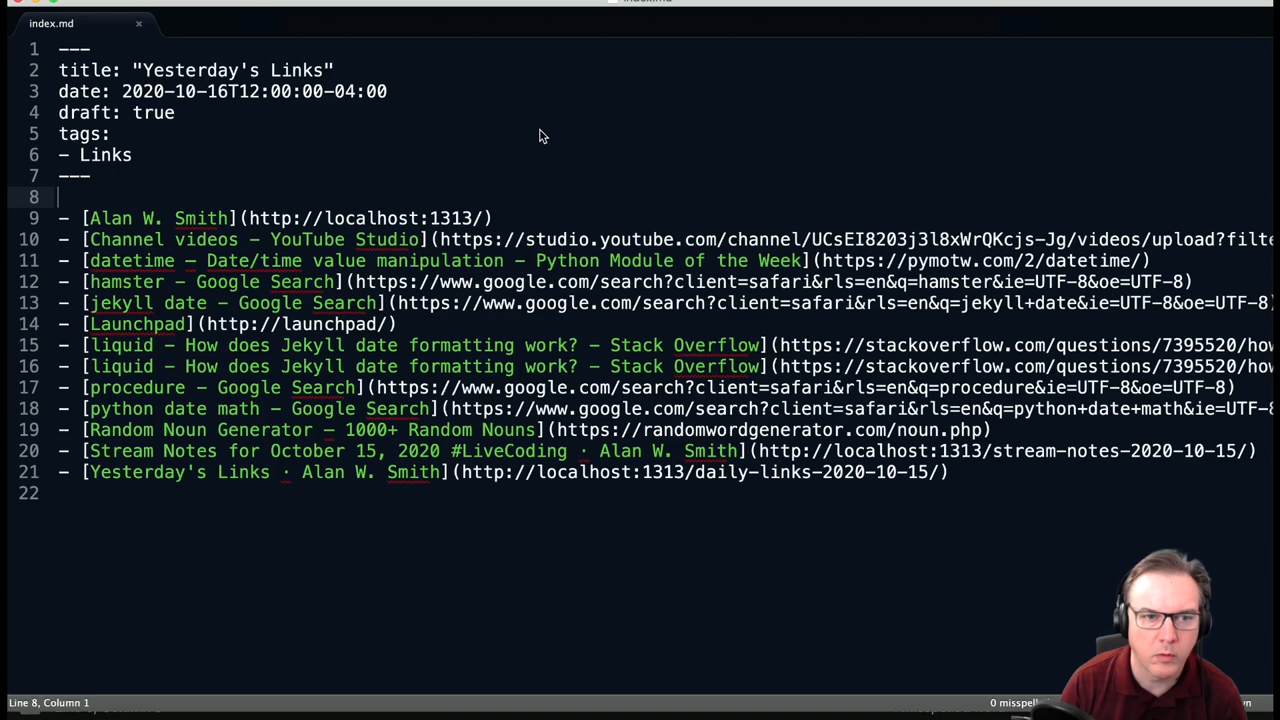 index.md
index.md ×
1 ---
2 title: "Yesterday's Links"
3 date: 2020-10-16T12:00:00-04:00
4 draft: true
5 tags:
6 - Links
7 ---
8
9 - [Alan W. Smith](http://localhost:1313/)
10 - [Channel videos - YouTube Studio](https://studio.youtube.com/channel/UCsEI8203j3l8xWrQKcjs-Jg/videos/upload?filte
11 - [datetime – Date/time value manipulation - Python Module of the Week](https://pymotw.com/2/datetime/)
12 - [hamster - Google Search](https://www.google.com/search?client=safari&rls=en&q=hamster&ie=UTF-8&oe=UTF-8)
13 - [jekyll date - Google Search](https://www.google.com/search?client=safari&rls=en&q=jekyll+date&ie=UTF-8&oe=UTF-8)
14 - [Launchpad](http://launchpad/)
15 - [liquid - How does Jekyll date formatting work? - Stack Overflow](https://stackoverflow.com/questions/7395520/how
16 - [liquid - How does Jekyll date formatting work? - Stack Overflow](https://stackoverflow.com/questions/7395520/how
17 - [procedure - Google Search](https://www.google.com/search?client=safari&rls=en&q=procedure&ie=UTF-8&oe=UTF-8)
18 - [python date math - Google Search](https://www.google.com/search?client=safari&rls=en&q=python+date+math&ie=UTF-8
19 - [Random Noun Generator — 1000+ Random Nouns](https://randomwordgenerator.com/noun.php)
20 - [Stream Notes for October 15, 2020 #LiveCoding · Alan W. Smith](http://localhost:1313/stream-notes-2020-10-15/)
21 - [Yesterday's Links · Alan W. Smith](http://localhost:1313/daily-links-2020-10-15/)
22
Line 8, Column 1
0 misspel